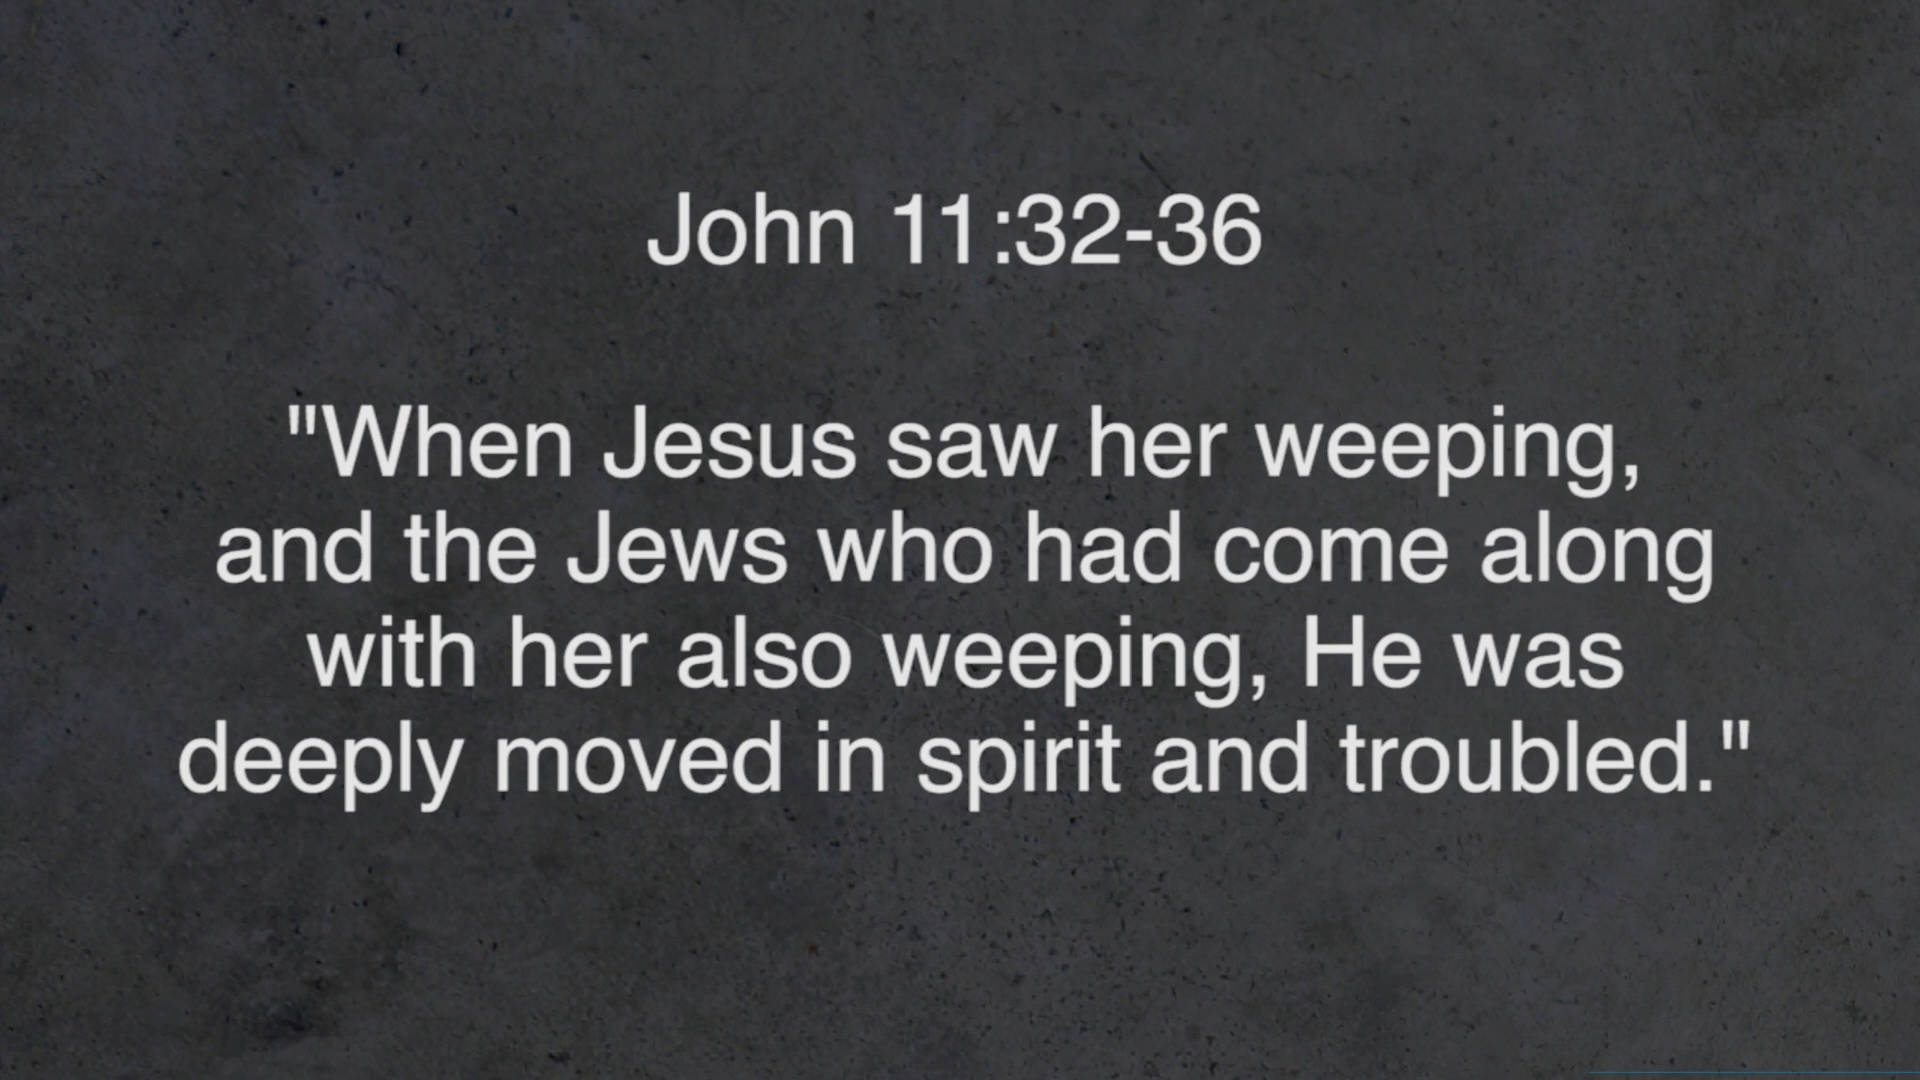 John 11:32-36
"When Jesus saw her weeping,
and the Jews who had come along
with her also weeping, He was
deeply moved in spirit and troubled."